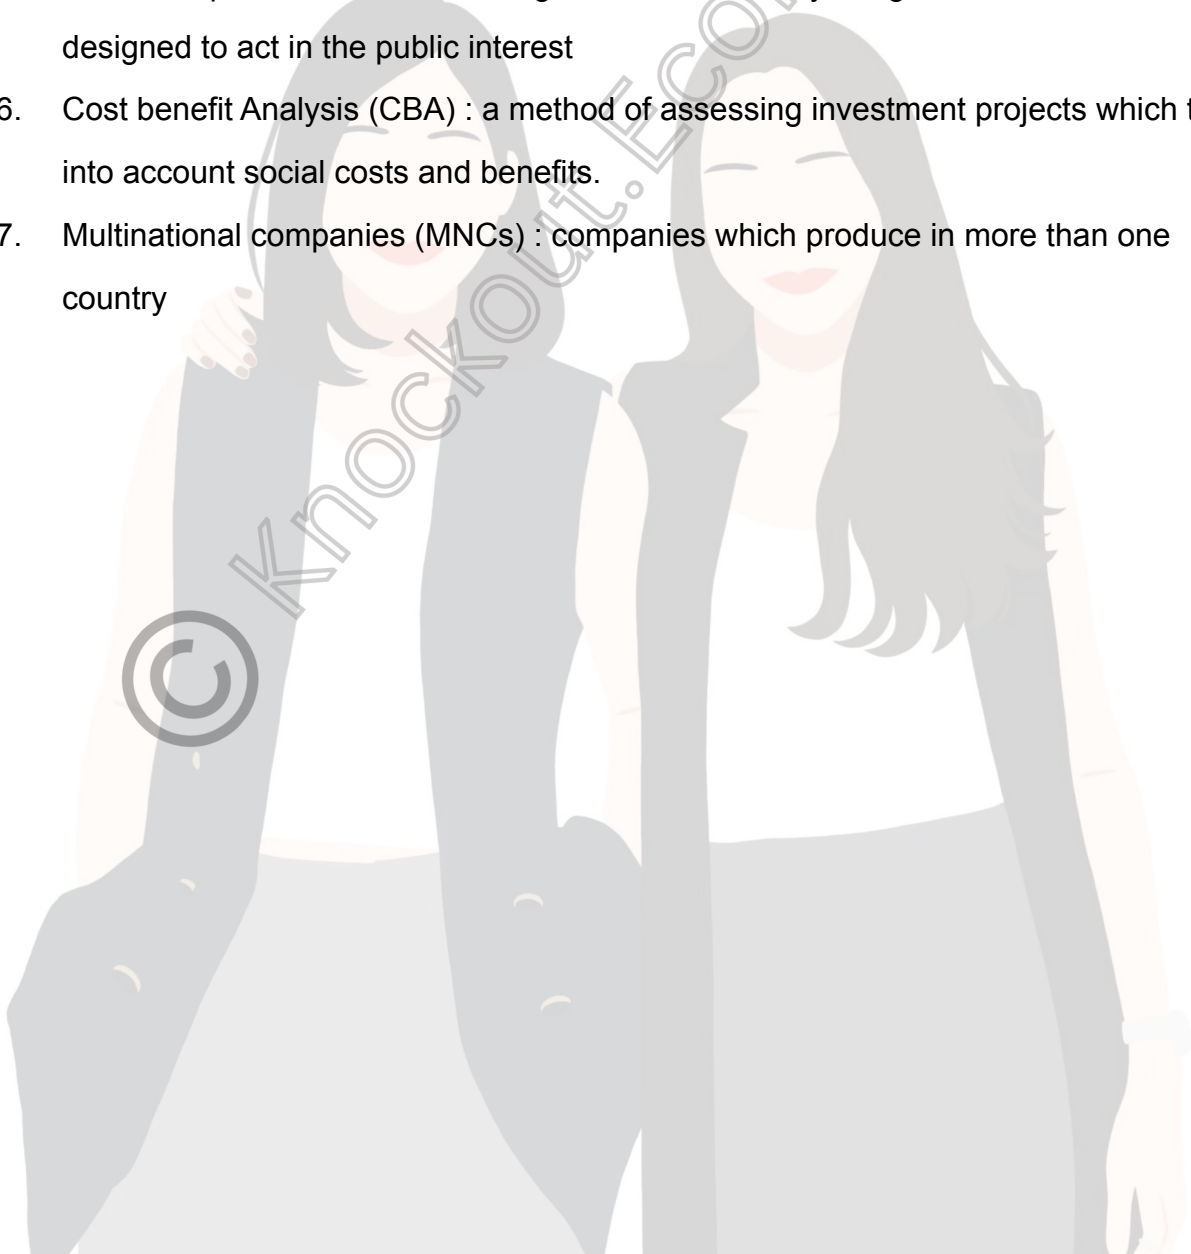 designed to act in the public interest
6. Cost benefit Analysis (CBA) : a method of assessing investment projects which
into account social costs and benefits.
7. Multinational companies (MNCs) : companies which produce in more than one
country
© Knockout.Eco